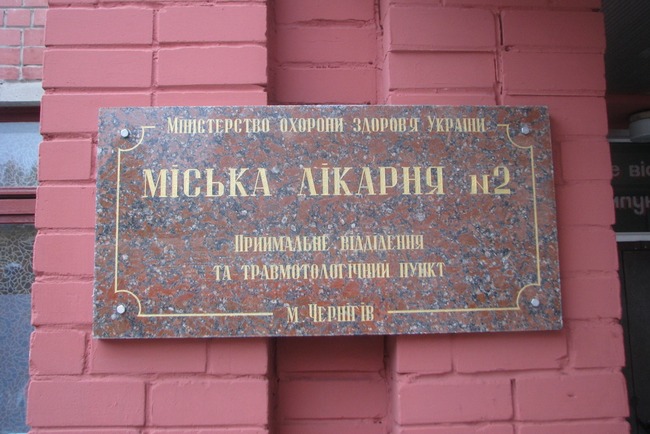 Міністерство охорони здоров'я України
Міська лікарня №2
Приймальне відділення
та травмотологічний пункт
м. Чернігів